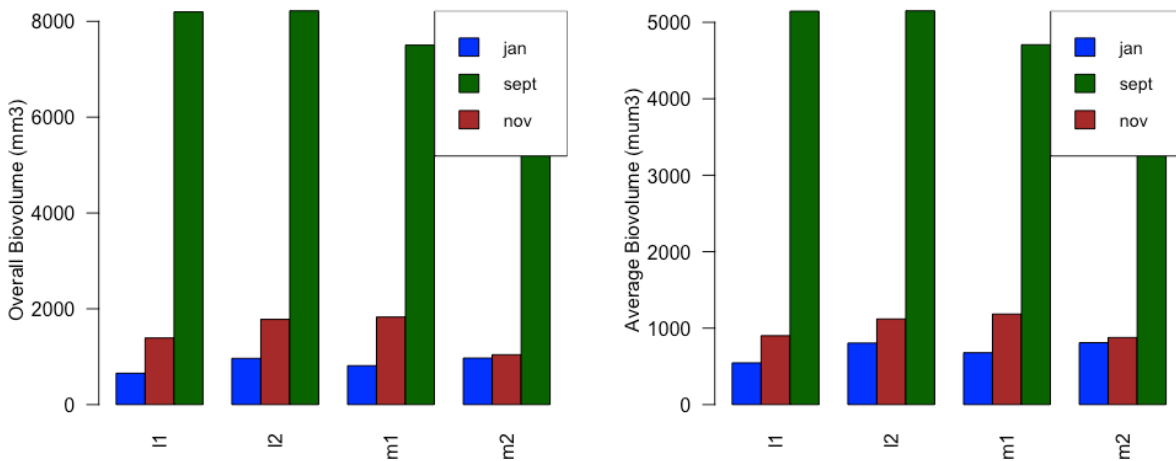 Overall Biovolume (mm3)
8000
6000
4000
2000
0
jan
sept
nov
l1
l2
m1
m2
Average Biovolume (mum3)
5000
4000
3000
2000
1000
0
jan
sept
nov
l1
l2
m1
m2